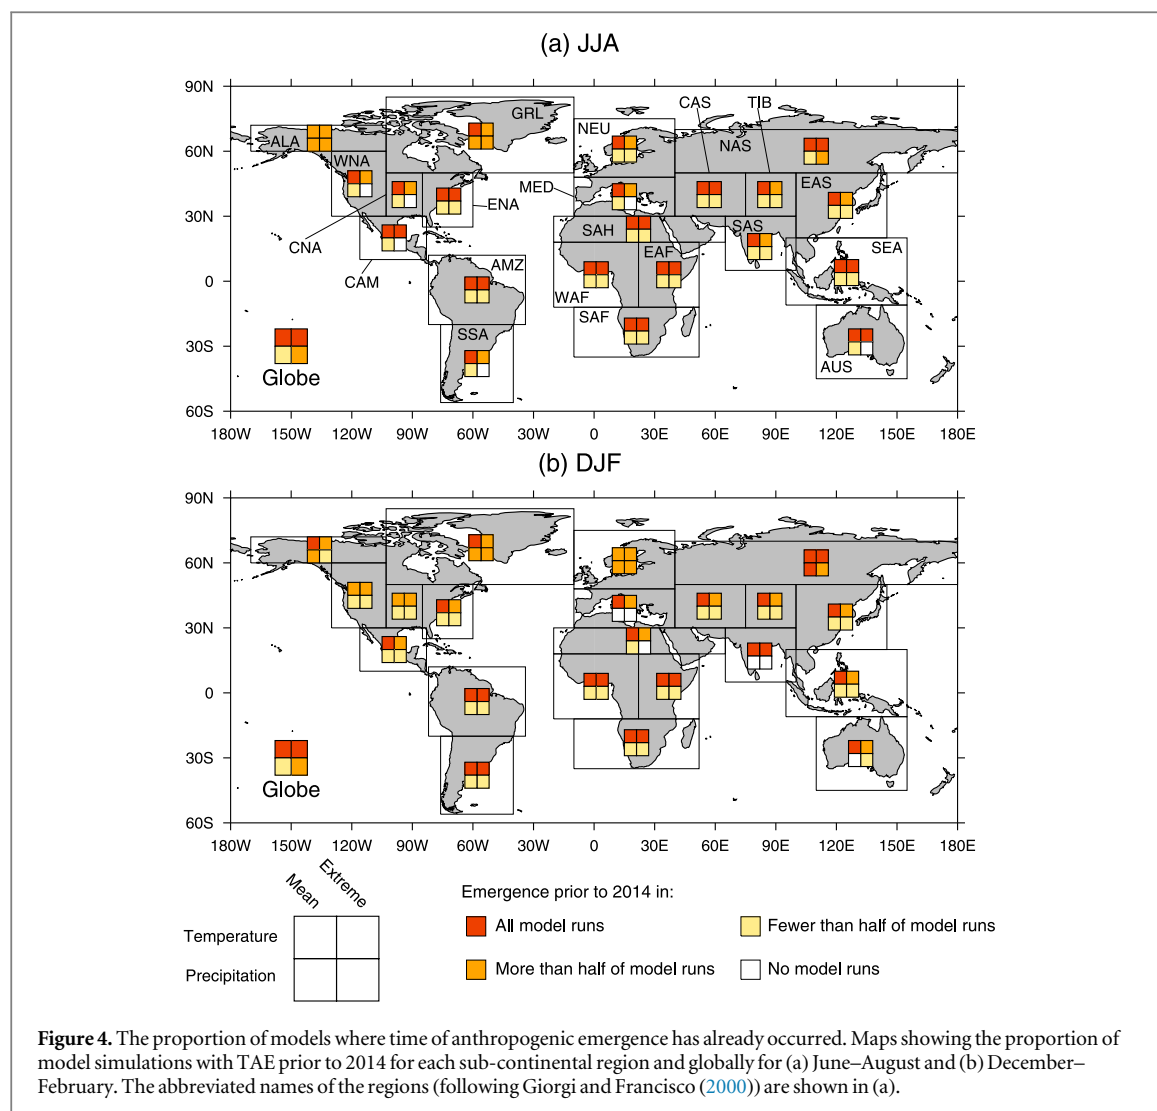 (a) JJA
90N
60N
30N
0
30S
60S
GRL
CAS
TIB
NEU
NAS
ALA
WNA
MED
EAS
ENA
SAH
SAS
CNA
EAF
SEA
CAM
AMZ
WAF
SAF
SSA
AUS
Globe
180W 150W 120W 90W 60W 30W 0 30E 60E 90E 120E 150E 180E
(b) DJF
90N
60N
30N
0
30S
60S
Globe
180W 150W 120W 90W 60W 30W 0 30E 60E 90E 120E 150E 180E
Mean
Extreme
Temperature
Precipitation
Emergence prior to 2014 in:
All model runs
Fewer than half of model runs
More than half of model runs
No model runs
Figure 4. The proportion of models where time of anthropogenic emergence has already occurred. Maps showing the proportion of
model simulations with TAE prior to 2014 for each sub-continental region and globally for (a) June–August and (b) December–
February. The abbreviated names of the regions (following Giorgi and Francisco (2000)) are shown in (a).